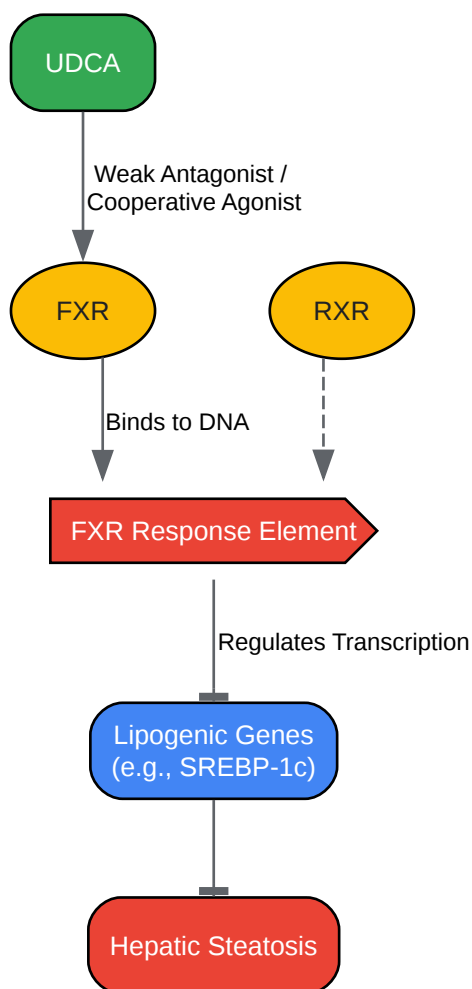 UDCA
Weak Antagonist /
Cooperative Agonist
FXR
RXR
Binds to DNA
FXR Response Element
Regulates Transcription
Lipogenic Genes
(e.g., SREBP-1c)
Hepatic Steatosis